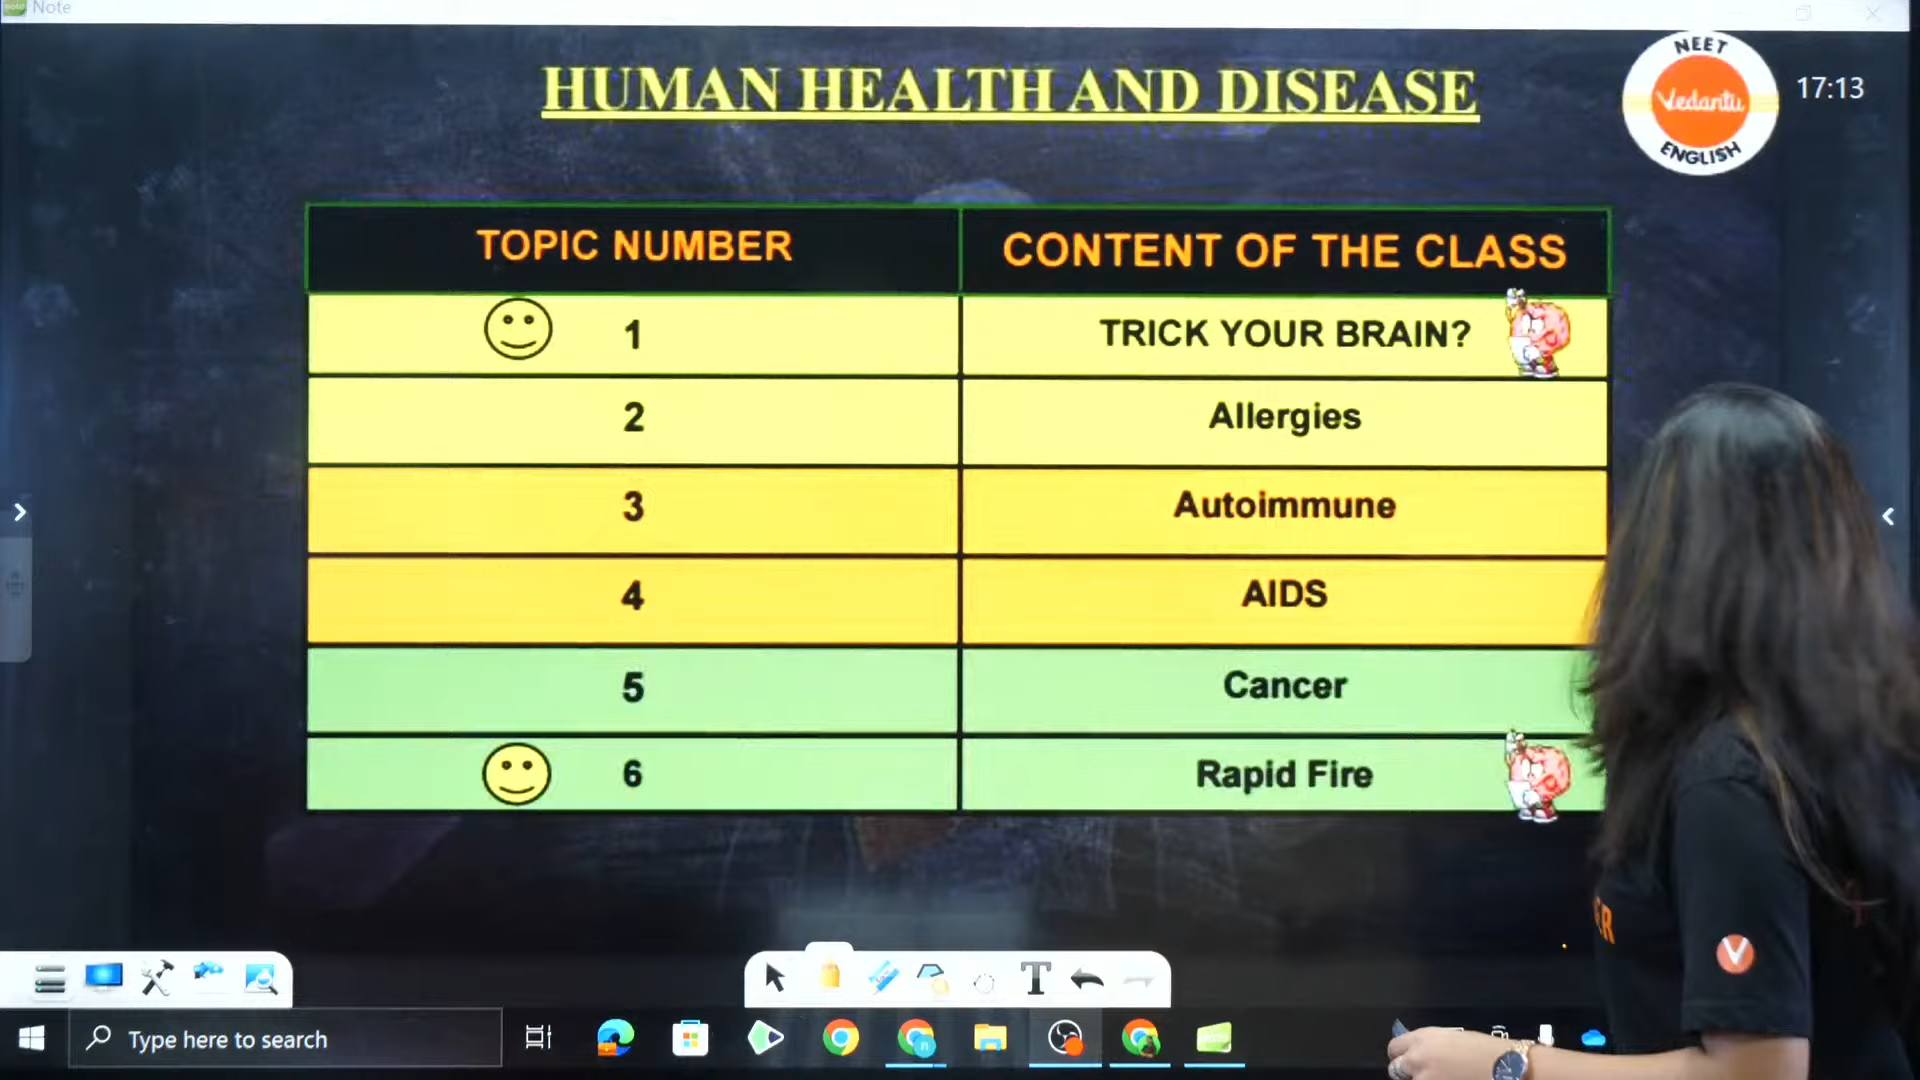 Note
HUMAN HEALTH AND DISEASE
NEET
Vedantu
ENGLISH
17:13
TOPIC NUMBER
CONTENT OF THE CLASS
1
TRICK YOUR BRAIN?
2
Allergies
3
Autoimmune
4
AIDS
5
Cancer
6
Rapid Fire
ER
V
T
Type here to search